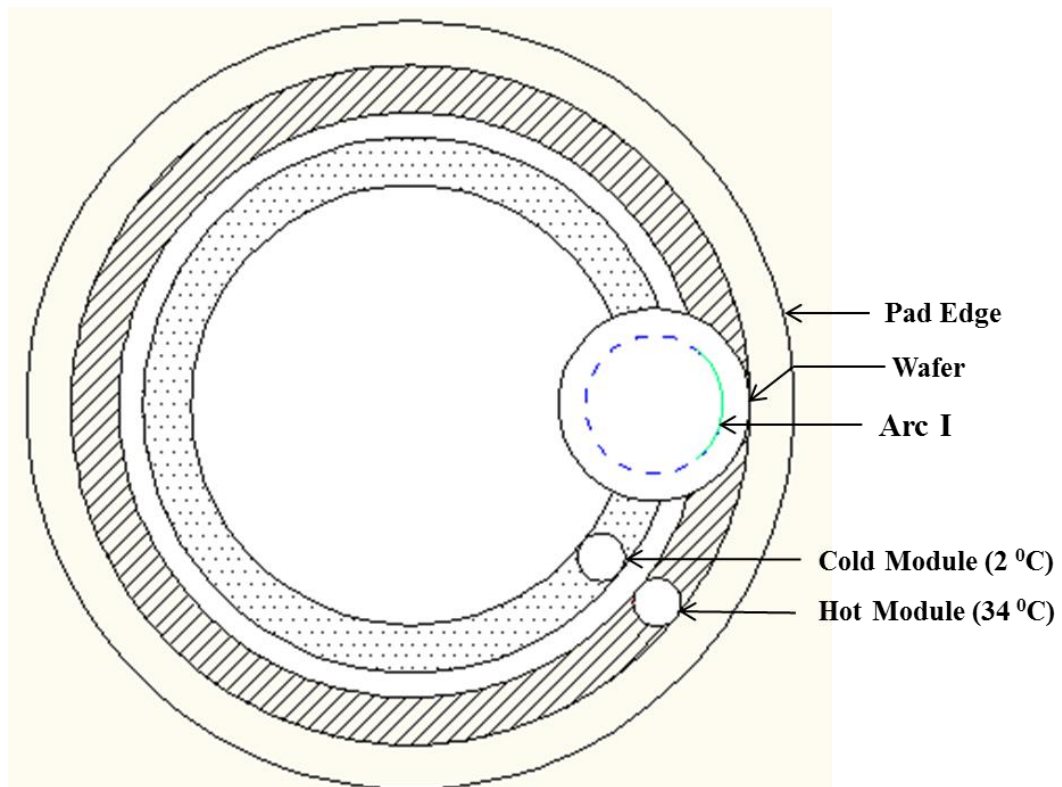 Pad Edge
Wafer
Arc I
Cold Module (2 ⁰C)
Hot Module (34 ⁰C)